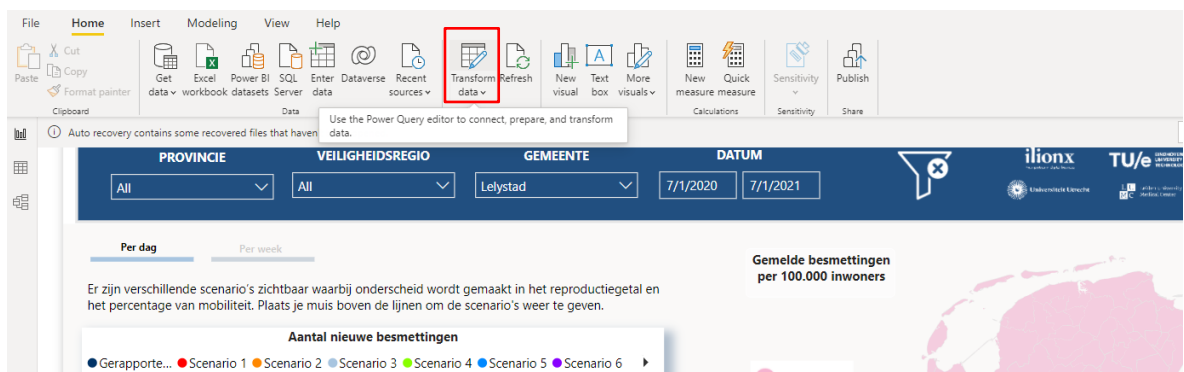 File Home Insert Modeling View Help
Paste
Cut
Copy
Format painter
Clipboard
Get data
Excel workbook
Power BI datasets
SQL Server
Enter data
Dataverse
Recent sources
Data
Transform data
Refresh
New visual
Text box
More visuals
New measure
Quick measure
Calculations
Sensitivity
Sensitivity
Publish
Share
Use the Power Query editor to connect, prepare, and transform
data.
Auto recovery contains some recovered files that haven
PROVINCIE VEILIGHEIDSREGIO GEMEENTE DATUM
All All Lelystad 7/1/2020 7/1/2021
ilionx
TU/e
Universiteit Utrecht
Per dag Per week
Er zijn verschillende scenario's zichtbaar waarbij onderscheid wordt gemaakt in het reproductiegetal en
het percentage van mobiliteit. Plaats je muis boven de lijnen om de scenario's weer te geven.
Aantal nieuwe besmettingen
Gerapporte... Scenario 1 Scenario 2 Scenario 3 Scenario 4 Scenario 5 Scenario 6
Gemelde besmettingen
per 100.000 inwoners